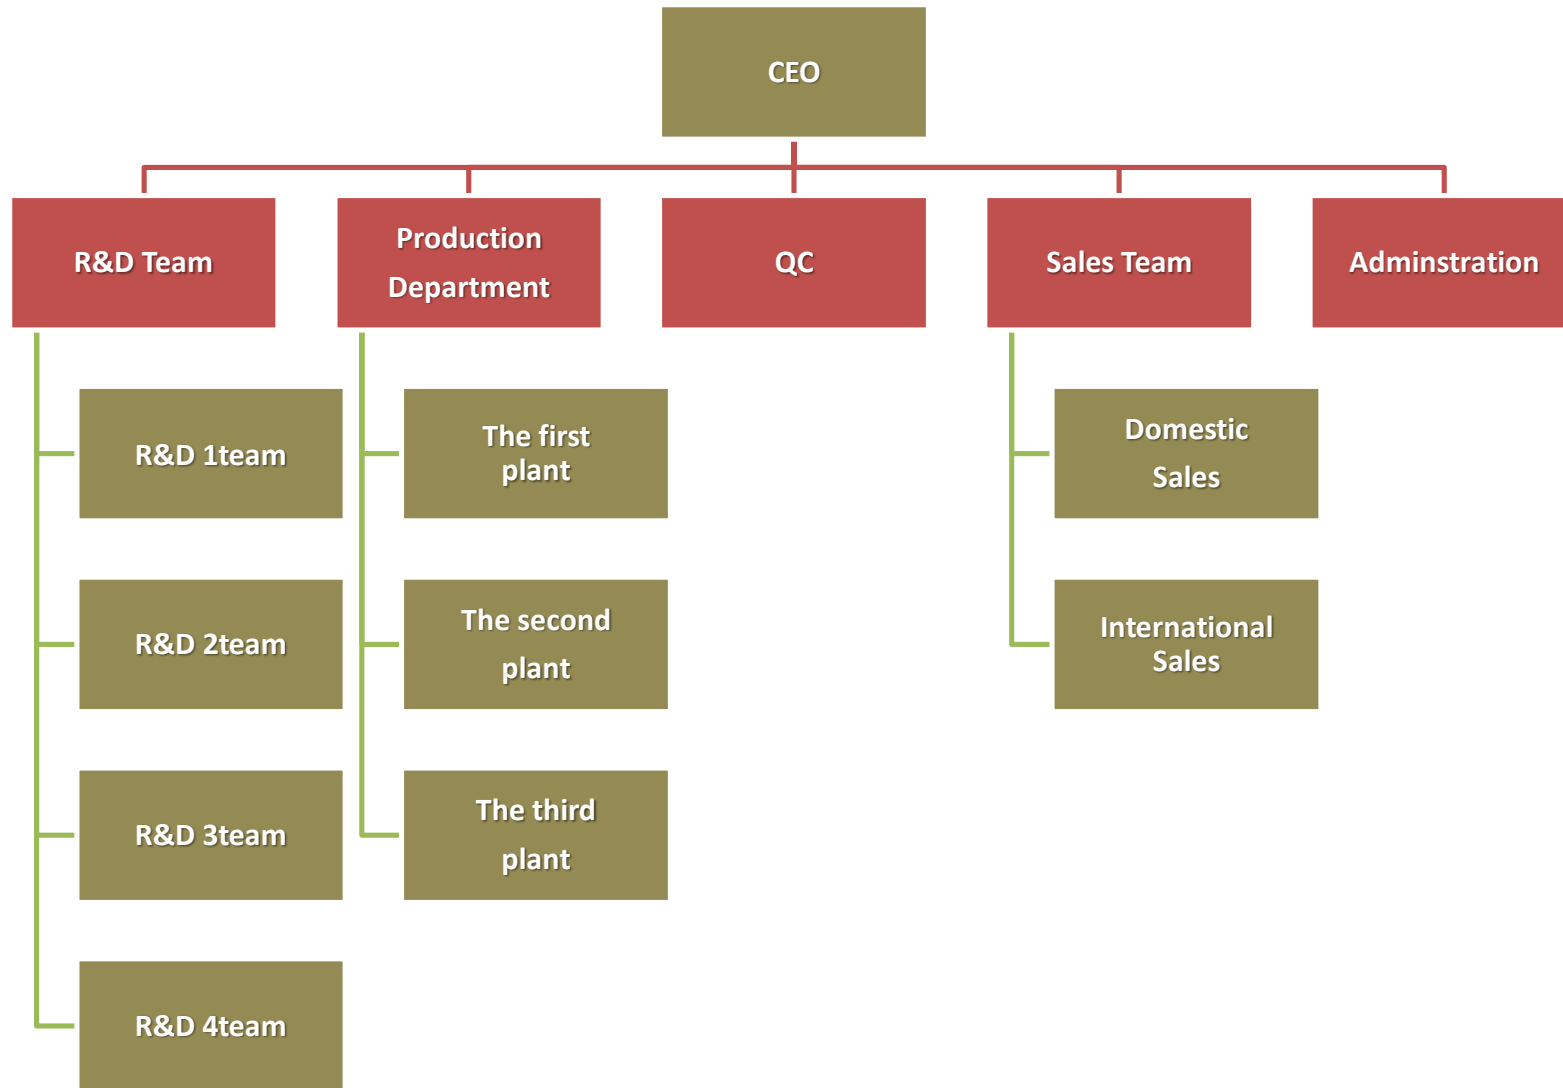 CEO
R&D Team
Production
Department
QC
Sales Team
Adminstration
R&D 1team
The first
plant
Domestic
Sales
R&D 2team
The second
plant
International
Sales
R&D 3team
The third
plant
R&D 4team